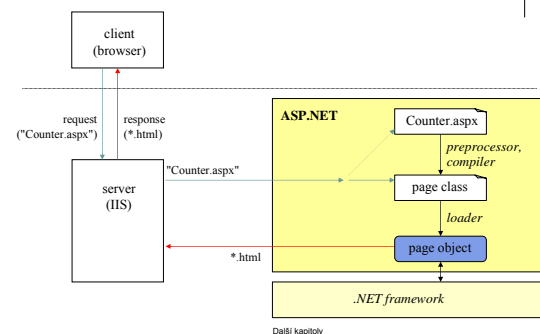 client
(browser)
request
("Counter.aspx")
response
(*.html)
ASP.NET
Counter.aspx
preprocessor,
compiler
"Counter.aspx"
page class
server
(IIS)
loader
page object
*.html
.NET framework
Další kapitoly